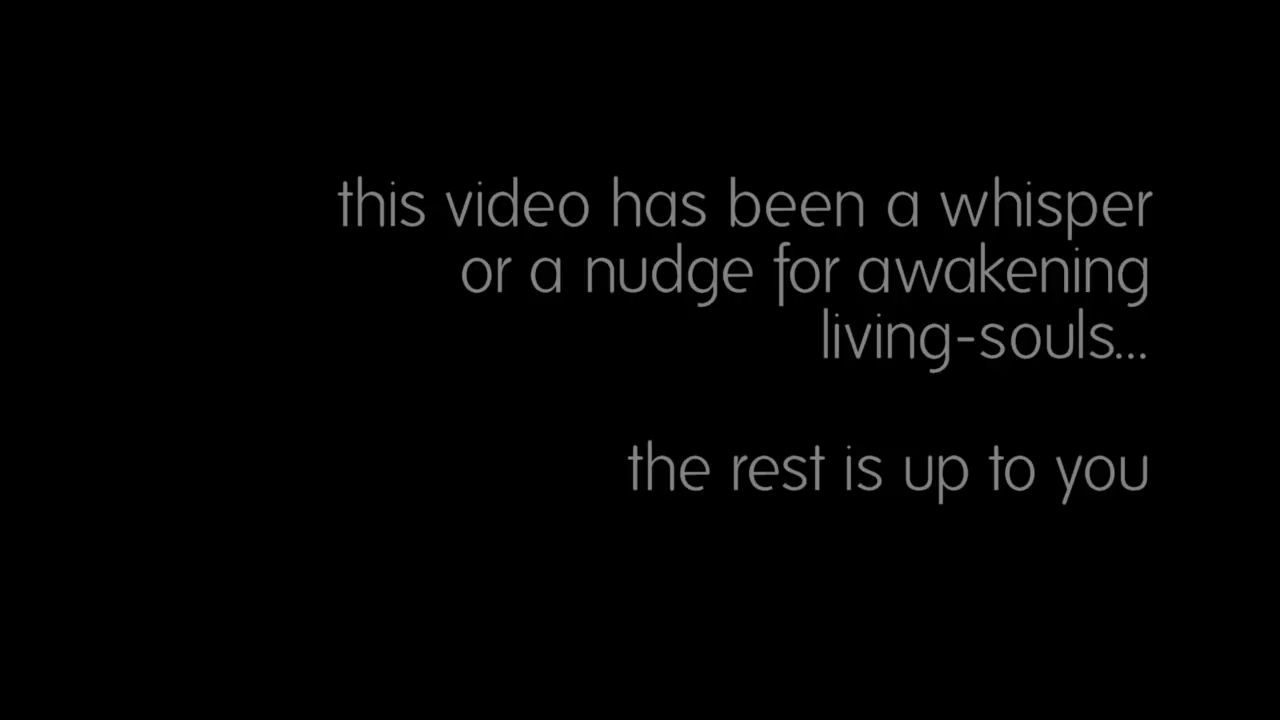 this video has been a whisper
or a nudge for awakening
living-souls...
the rest is up to you